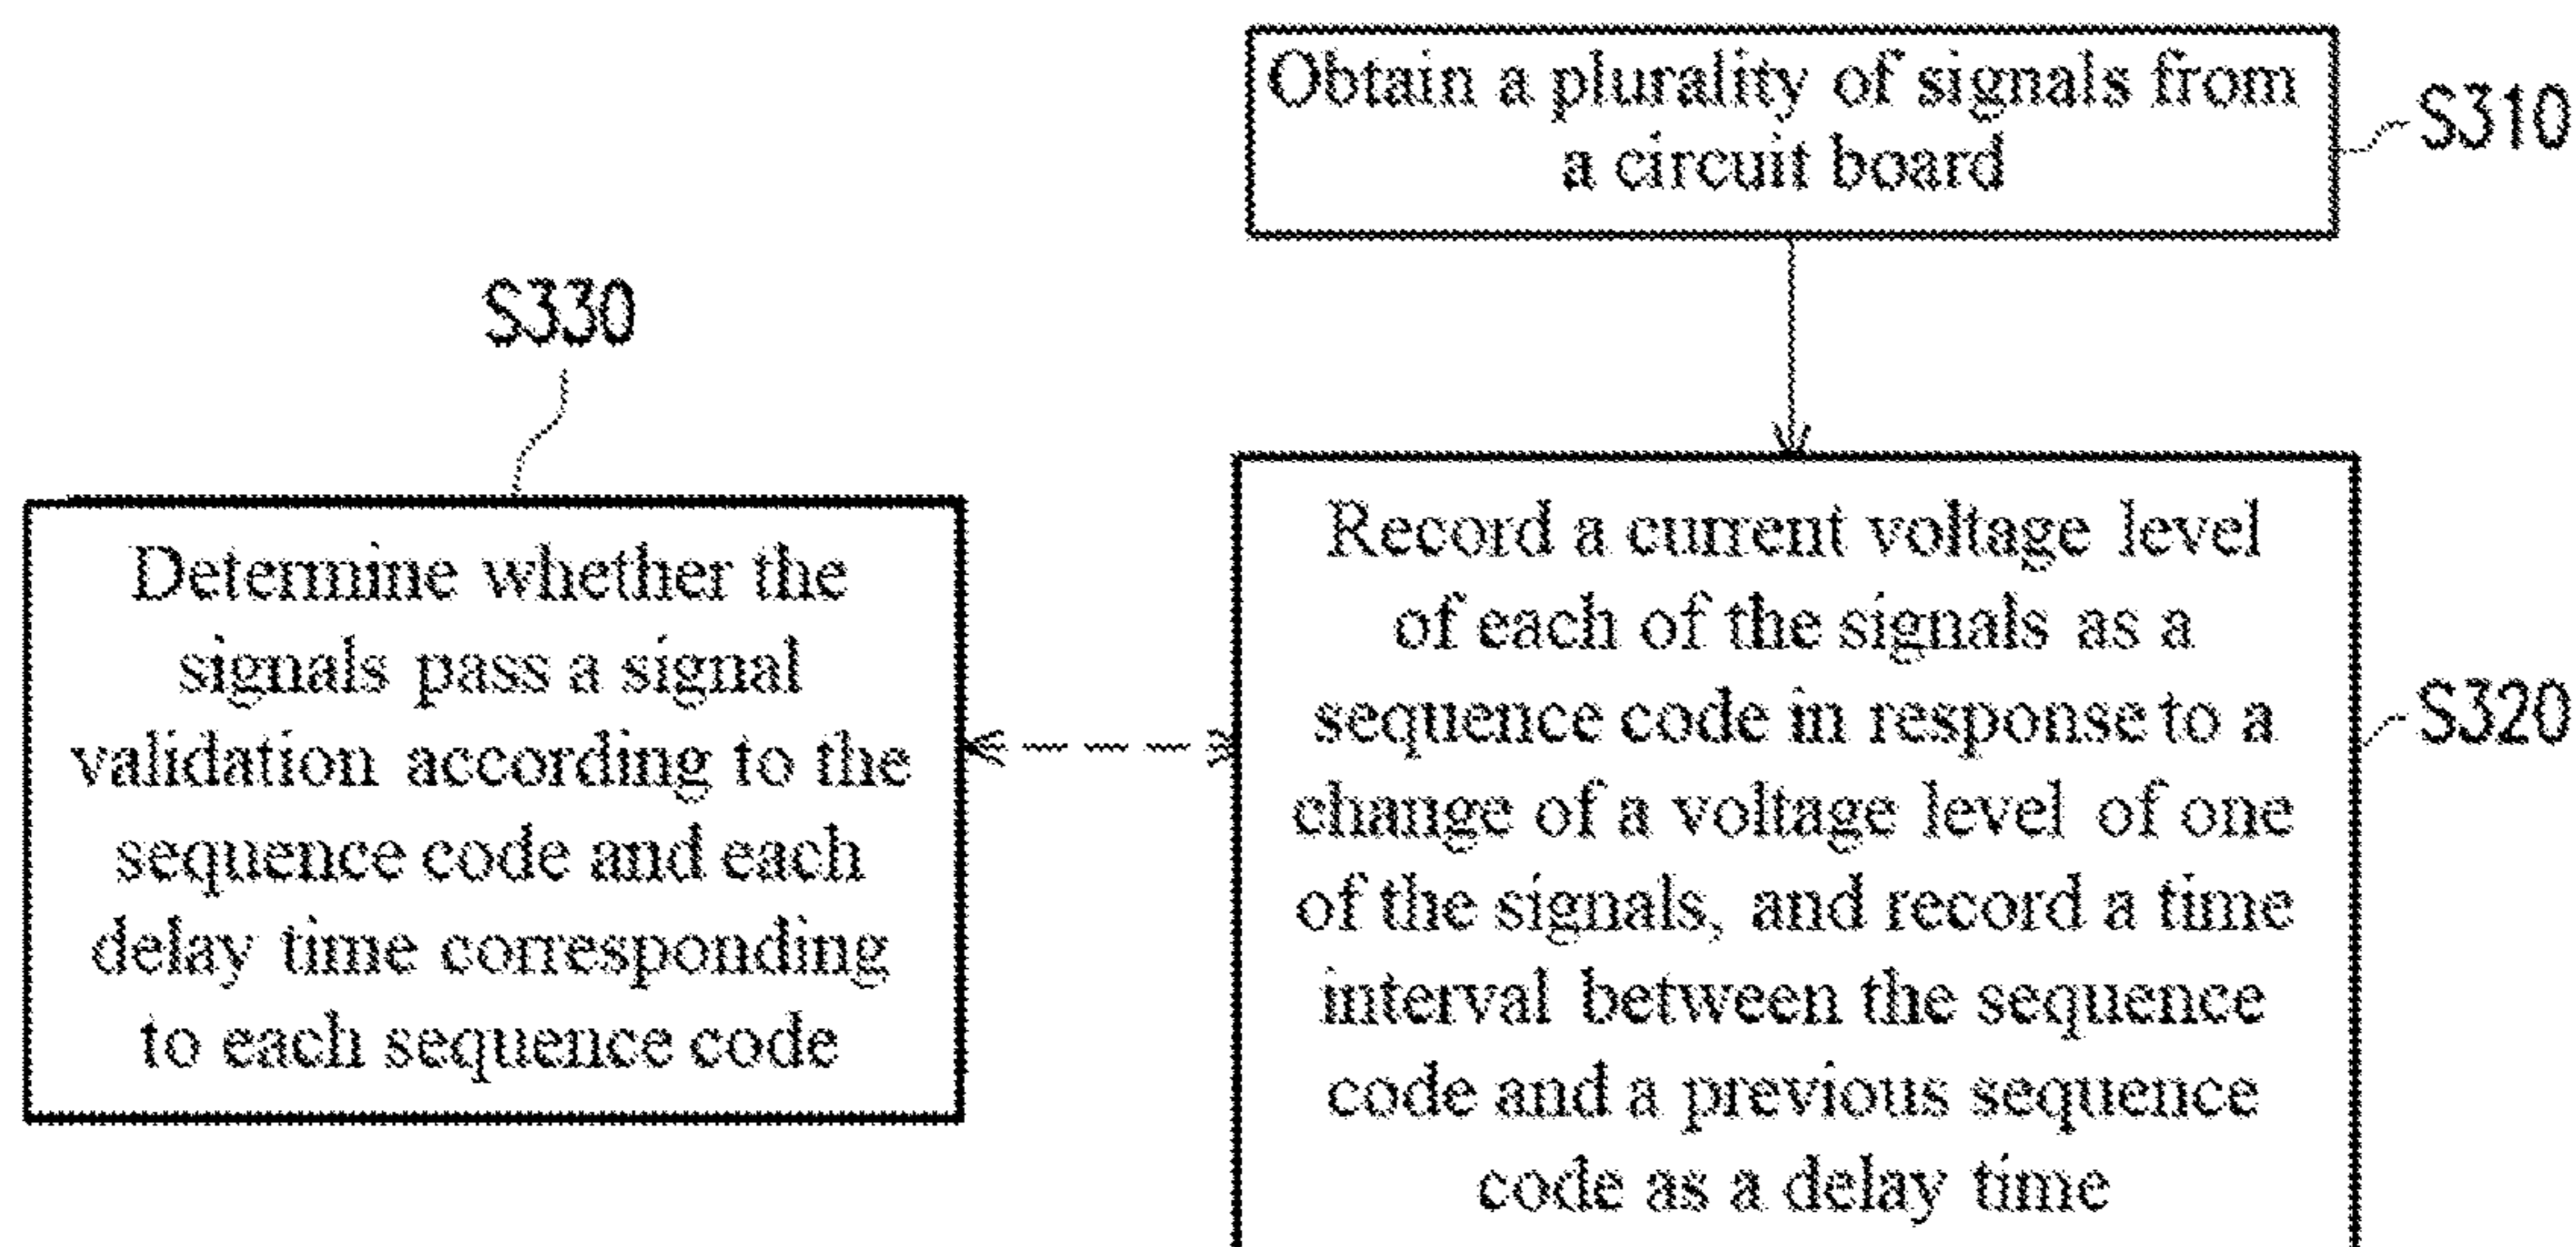 Obtain a plurality of signals from
a circuit board
S310
Record a current voltage level
of each of the signals as a
sequence code in response to a
change of a voltage level of one
of the signals, and record a time
interval between the sequence
code and a previous sequence
code as a delay time
S320
S330
Determine whether the
signals pass a signal
validation according to the
sequence code and each
delay time corresponding
to each sequence code